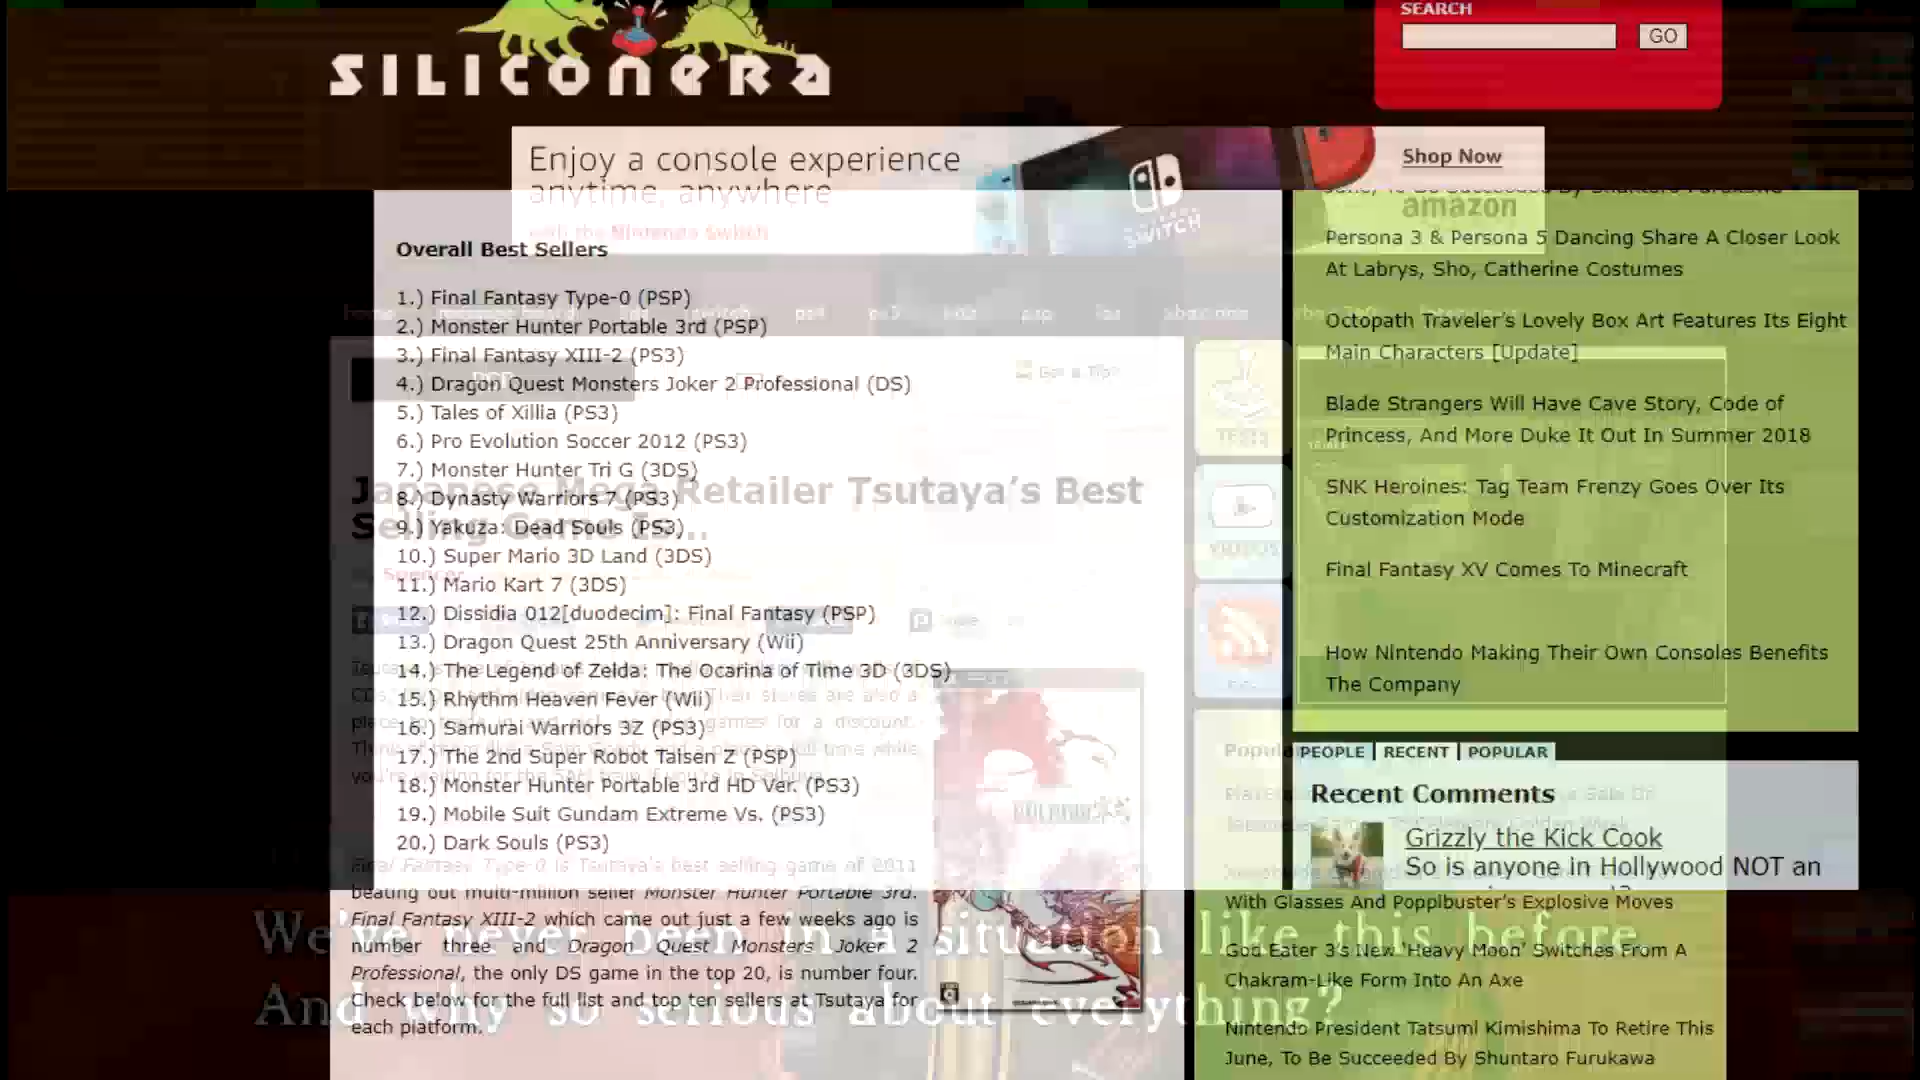 SEARCH
GO
SILICONERA
Enjoy a console experience
anytime, anywhere
with the Nintendo Switch
SWITCH
Shop Now
amazon
Overall Best Sellers
1.) Final Fantasy Type-0 (PSP)
2.) Monster Hunter Portable 3rd (PSP)
3.) Final Fantasy XIII-2 (PS3)
4.) Dragon Quest Monsters Joker 2 Professional (DS)
5.) Tales of Xillia (PS3)
6.) Pro Evolution Soccer 2012 (PS3)
7.) Monster Hunter Tri G (3DS)
8.) Dynasty Warriors 7 (PS3)
9.) Yakuza: Dead Souls (PS3)
10.) Super Mario 3D Land (3DS)
11.) Mario Kart 7 (3DS)
12.) Dissidia 012[duodecim]: Final Fantasy (PSP)
13.) Dragon Quest 25th Anniversary (Wii)
14.) The Legend of Zelda: The Ocarina of Time 3D (3DS)
15.) Rhythm Heaven Fever (Wii)
16.) Samurai Warriors 3Z (PS3)
17.) The 2nd Super Robot Taisen Z (PSP)
18.) Monster Hunter Portable 3rd HD Ver. (PS3)
19.) Mobile Suit Gundam Extreme Vs. (PS3)
20.) Dark Souls (PS3)
Japanese Mega Retailer Tsutaya's Best
Selling Game Is...
Spencer
Got a Tip?
Final Fantasy Type-0 is Tsutaya's best selling game of 2011
beating out multi-million seller Monster Hunter Portable 3rd.
Final Fantasy XIII-2 which came out just a few weeks ago is
number three and Dragon Quest Monsters Joker 2
Professional, the only DS game in the top 20, is number four.
Check below for the full list and top ten sellers at Tsutaya for
each platform.
VIDEOS
June, To Be Succeeded By Shuntaro Furukawa
Persona 3 & Persona 5 Dancing Share A Closer Look
At Labrys, Sho, Catherine Costumes
Octopath Traveler's Lovely Box Art Features Its Eight
Main Characters [Update]
Blade Strangers Will Have Cave Story, Code of
Princess, And More Duke It Out In Summer 2018
SNK Heroines: Tag Team Frenzy Goes Over Its
Customization Mode
Final Fantasy XV Comes To Minecraft
How Nintendo Making Their Own Consoles Benefits
The Company
PEOPLE | RECENT | POPULAR
Recent Comments
Grizzly the Kick Cook
So is anyone in Hollywood NOT an
With Glasses And Popplbuster's Explosive Moves
God Eater 3's New 'Heavy Moon' Switches From A
Chakram-Like Form Into An Axe
Nintendo President Tatsumi Kimishima To Retire This
June, To Be Succeeded By Shuntaro Furukawa
We've never been in a situation like this before.
And why so serious about everything?